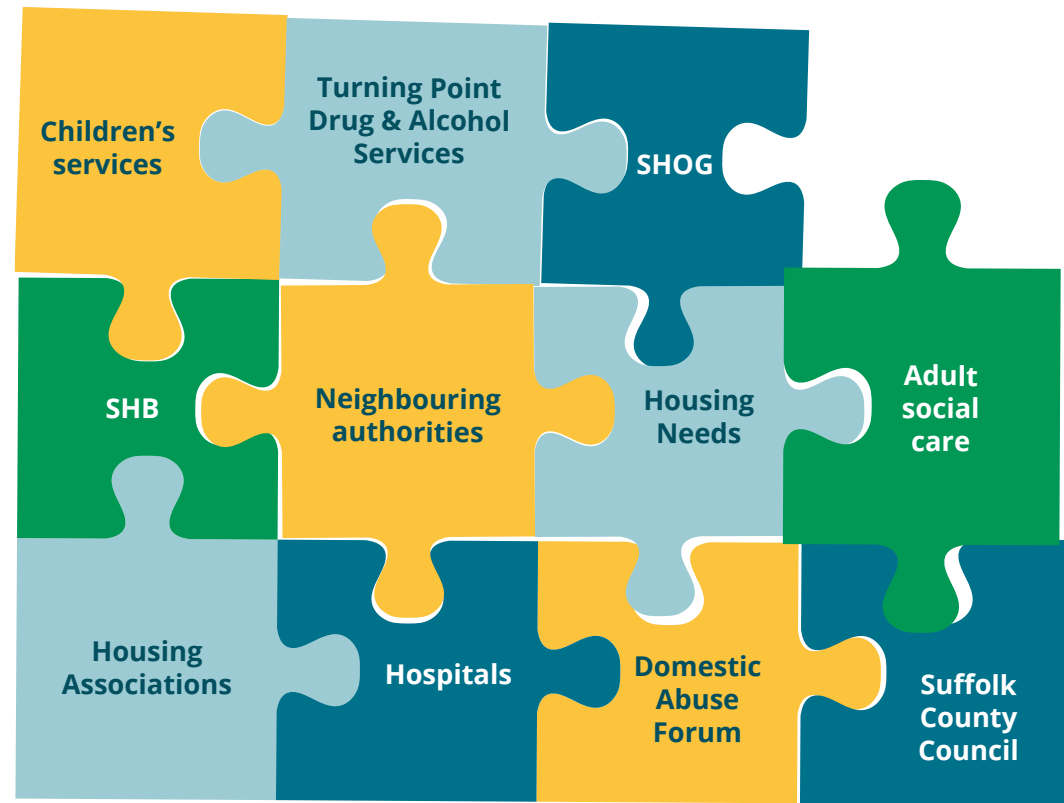 Children’s
services
Turning Point
Drug & Alcohol
Services
SHOG
SHB
Neighbouring
authorities
Housing
Needs
Adult
social
care
Housing
Associations
Hospitals
Domestic
Abuse
Forum
Suffolk
County
Council